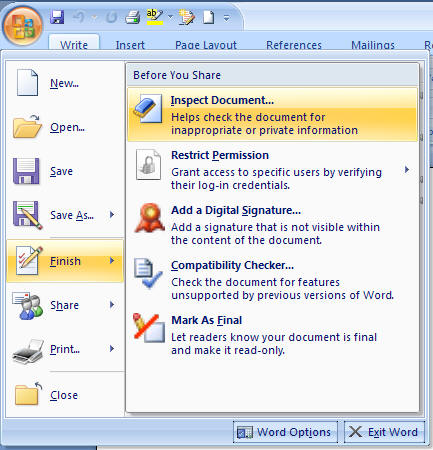 Write Insert Page Layout References Mailings
New...
Open...
Save
Save As...
Finish
Share
Print...
Close
Before You Share
Inspect Document...
Helps check the document for
inappropriate or private information
Restrict Permission
Grant access to specific users by verifying
their log-in credentials.
Add a Digital Signature...
Add a signature that is not visible within
the content of the document.
Compatibility Checker...
Check the document for features
unsupported by previous versions of Word.
Mark As Final
Let readers know your document is final
and make it read-only.
Word Options Exit Word